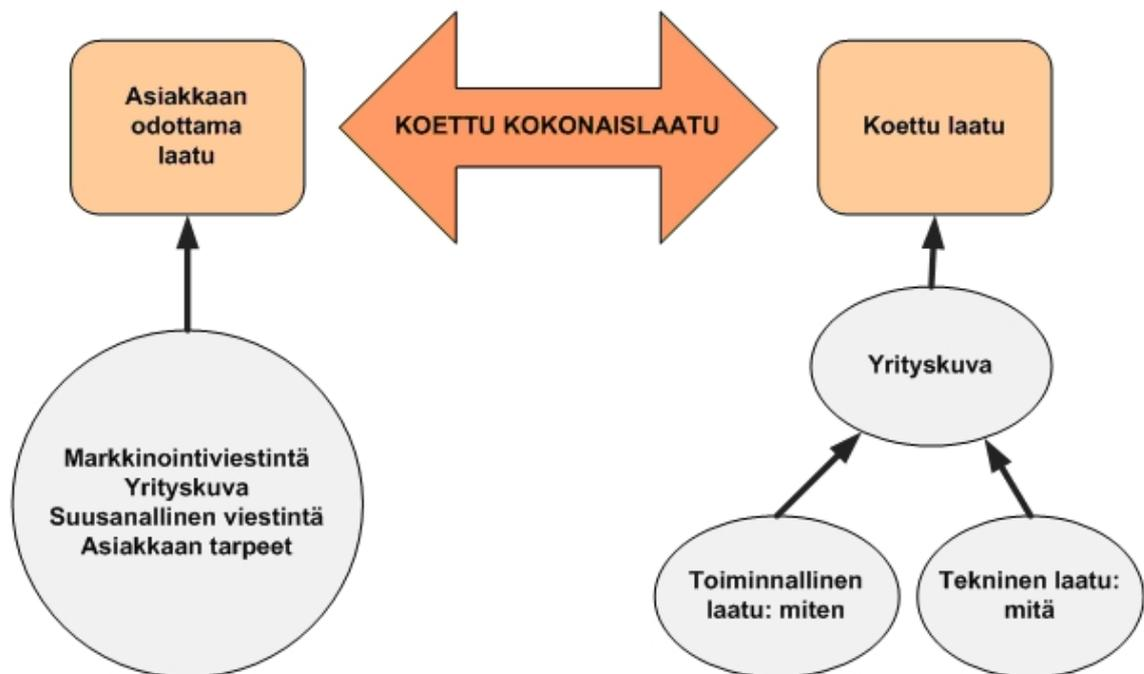 Asiakkaan
odottama
laatu
KOETTU KOKONAISLAATU
Koettu laatu
Yrityskuva
Markkinointiviestintä
Yrityskuva
Suusanallinen viestintä
Asiakkaan tarpeet
Toiminnallinen
laatu: miten
Tekninen laatu:
mitä